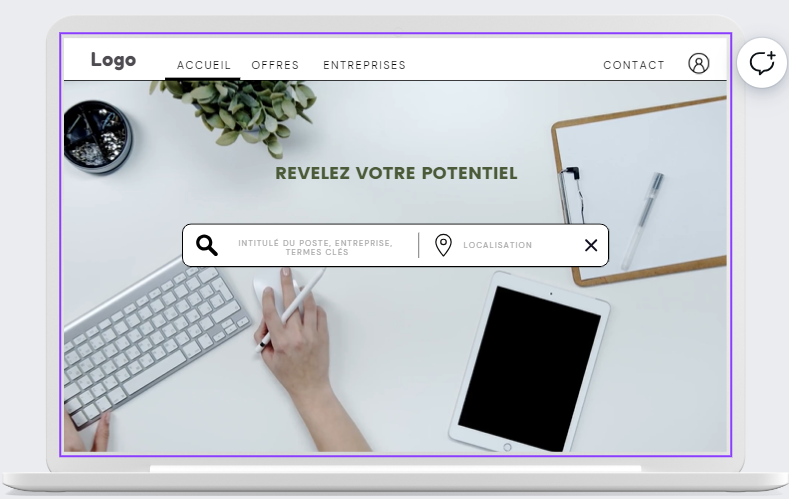 Logo
ACCUEIL OFFRES ENTREPRISES CONTACT
REVELEZ VOTRE POTENTIEL
INTITULÉ DU POSTE, ENTREPRISE,
TERMES CLÉS
LOCALISATION